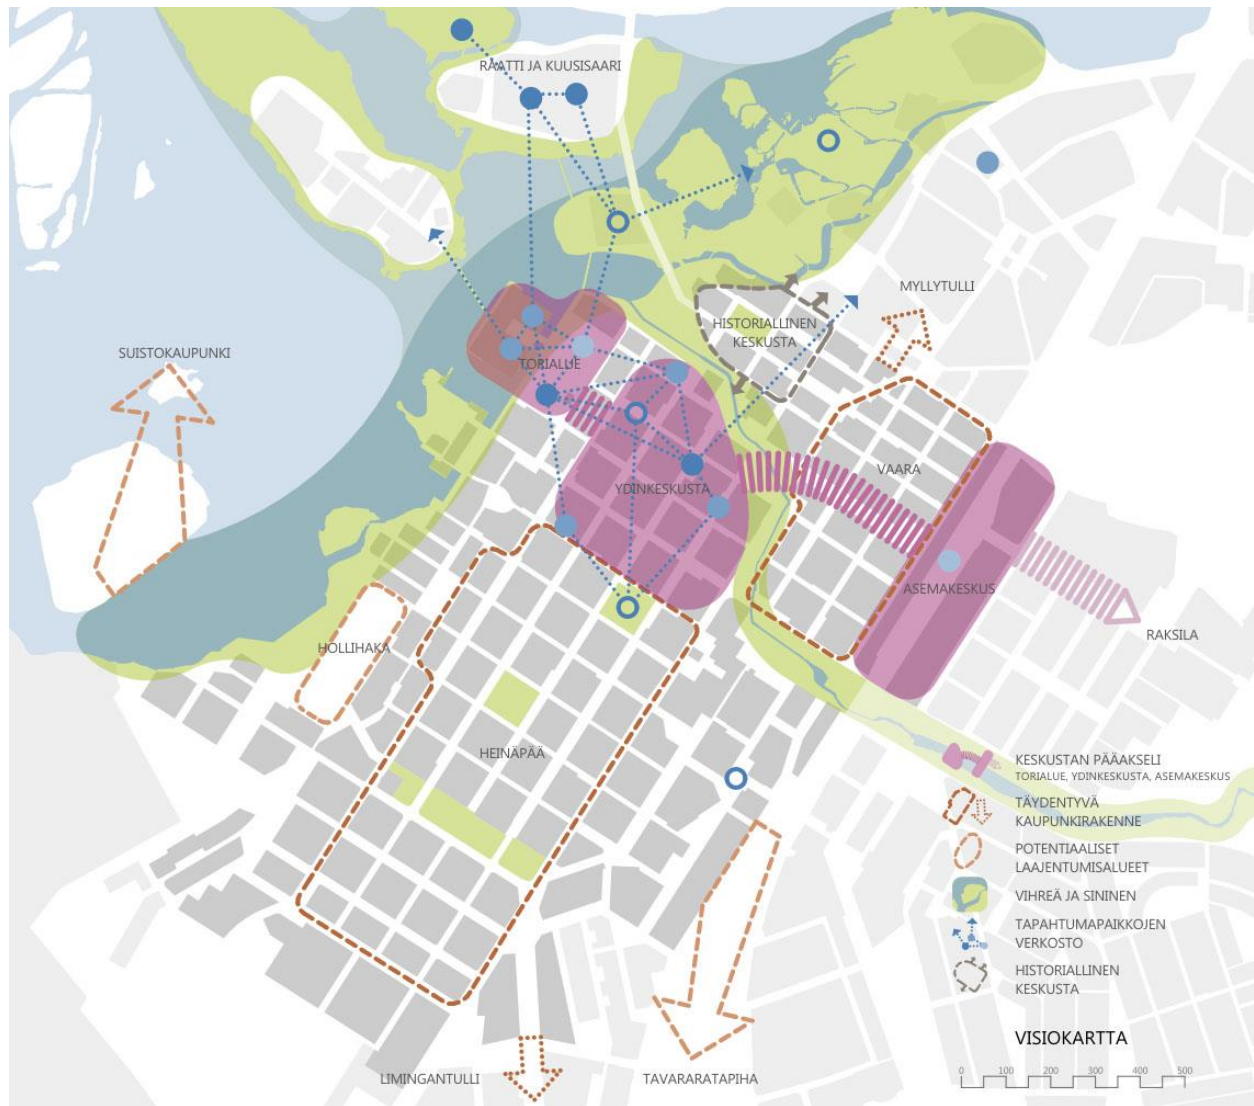 RAATTI JA KUUSISAARI
MYLLYTULLI
HISTORIALLINEN
KESKUSTA
SUISTOKAUPUNKI
TORIALUE
VAARA
YDINKESKUSTA
ASEMAKESKUS
RAKSILA
HOLLIHAKA
HEINÄPÄÄ
KESKUSTAN PÄÄAKSELI
TORIALUE, YDINKESKUSTA, ASEMAKESKUS
TÄYDENTYVÄ
KAUPUNKIRAKENNE
POTENTIAALISET
LAAJENTUMISALUEET
VIHREÄ JA SININEN
TAPAHTUMAPAIKKOJEN
VERKOSTO
HISTORIALLINEN
KESKUSTA
VISIOKARTTA
0 100 200 300 400 500
LIMINGANTULLI
TAVARARATAPIHA